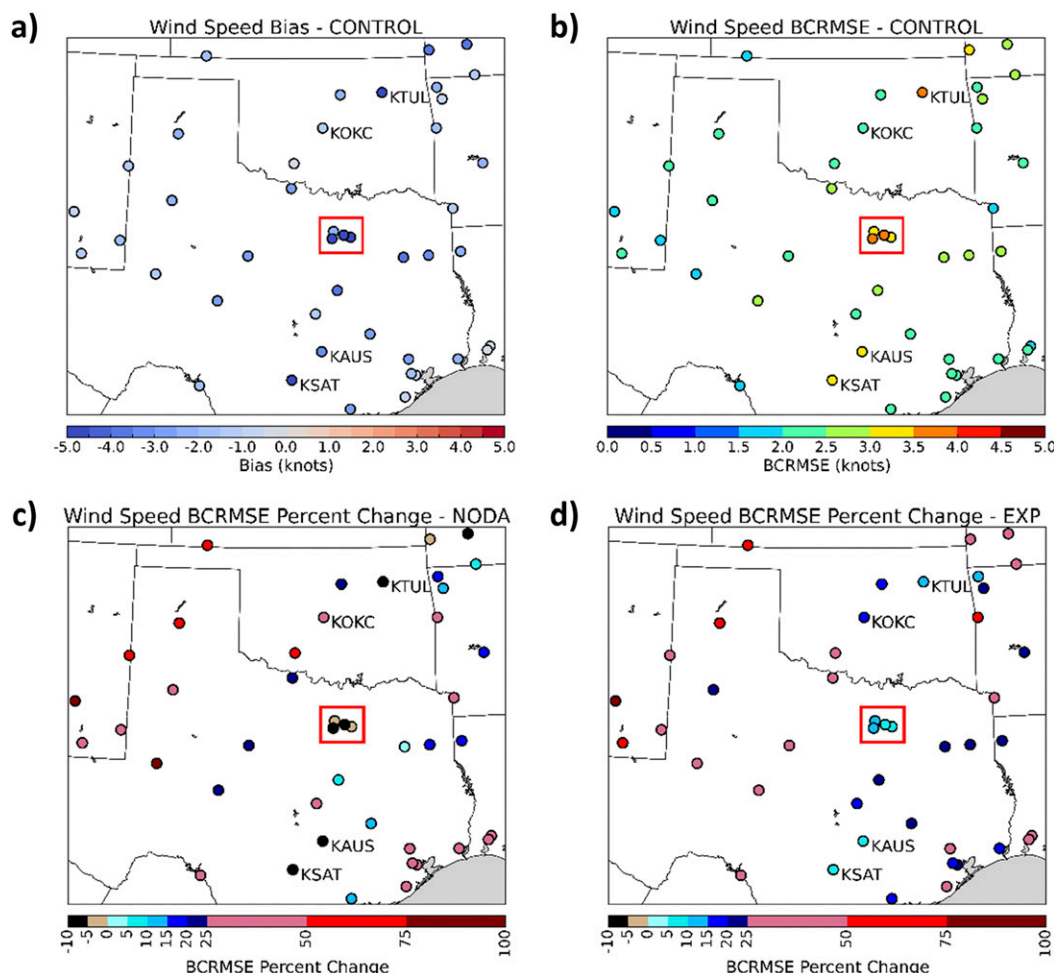 a)
Wind Speed Bias - CONTROL
KTUL
KOKC
KAUS
KSAT
-5.0 -4.0 -3.0 -2.0 -1.0 0.0 1.0 2.0 3.0 4.0 5.0
Bias (knots)
b)
Wind Speed BCRMSE - CONTROL
KTUL
KOKC
KAUS
KSAT
0.0 0.5 1.0 1.5 2.0 2.5 3.0 3.5 4.0 4.5 5.0
BCRMSE (knots)
c)
Wind Speed BCRMSE Percent Change - NODA
KTUL
KOKC
KAUS
KSAT
-10 -5 0 5 10 15 20 25 50 75 100
BCRMSE Percent Change
d)
Wind Speed BCRMSE Percent Change - EXP
KTUL
KOKC
KAUS
KSAT
-10 -5 0 5 10 15 20 25 50 75 100
BCRMSE Percent Change